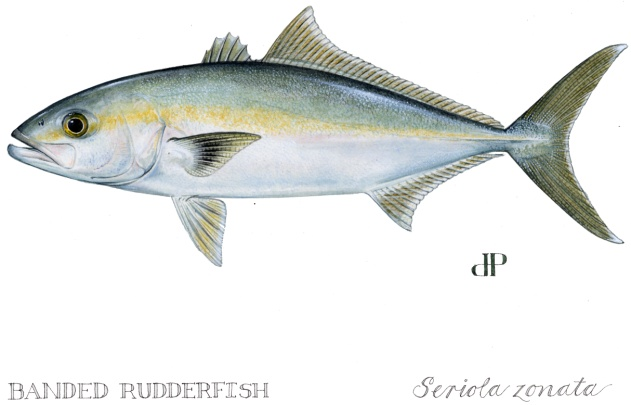 dP
BANDED RUDDERFISH
Seriola zonata